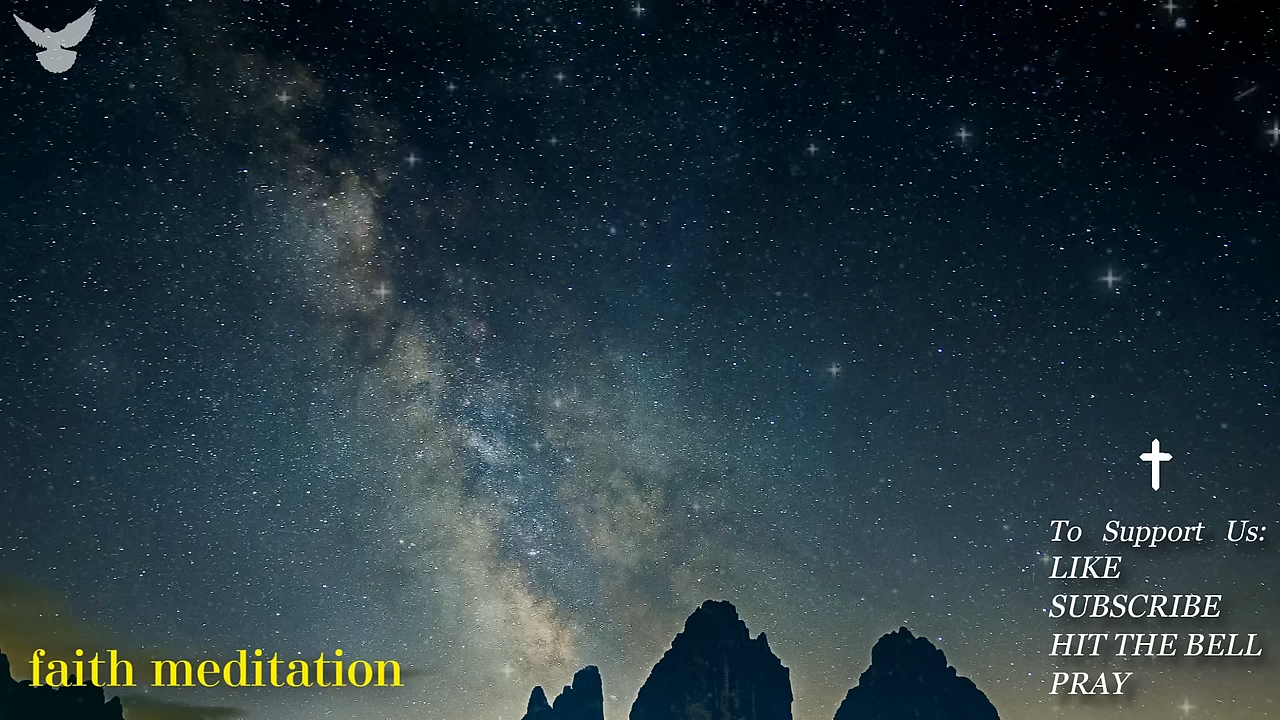 To Support Us:
LIKE
SUBSCRIBE
HIT THE BELL
PRAY
faith meditation